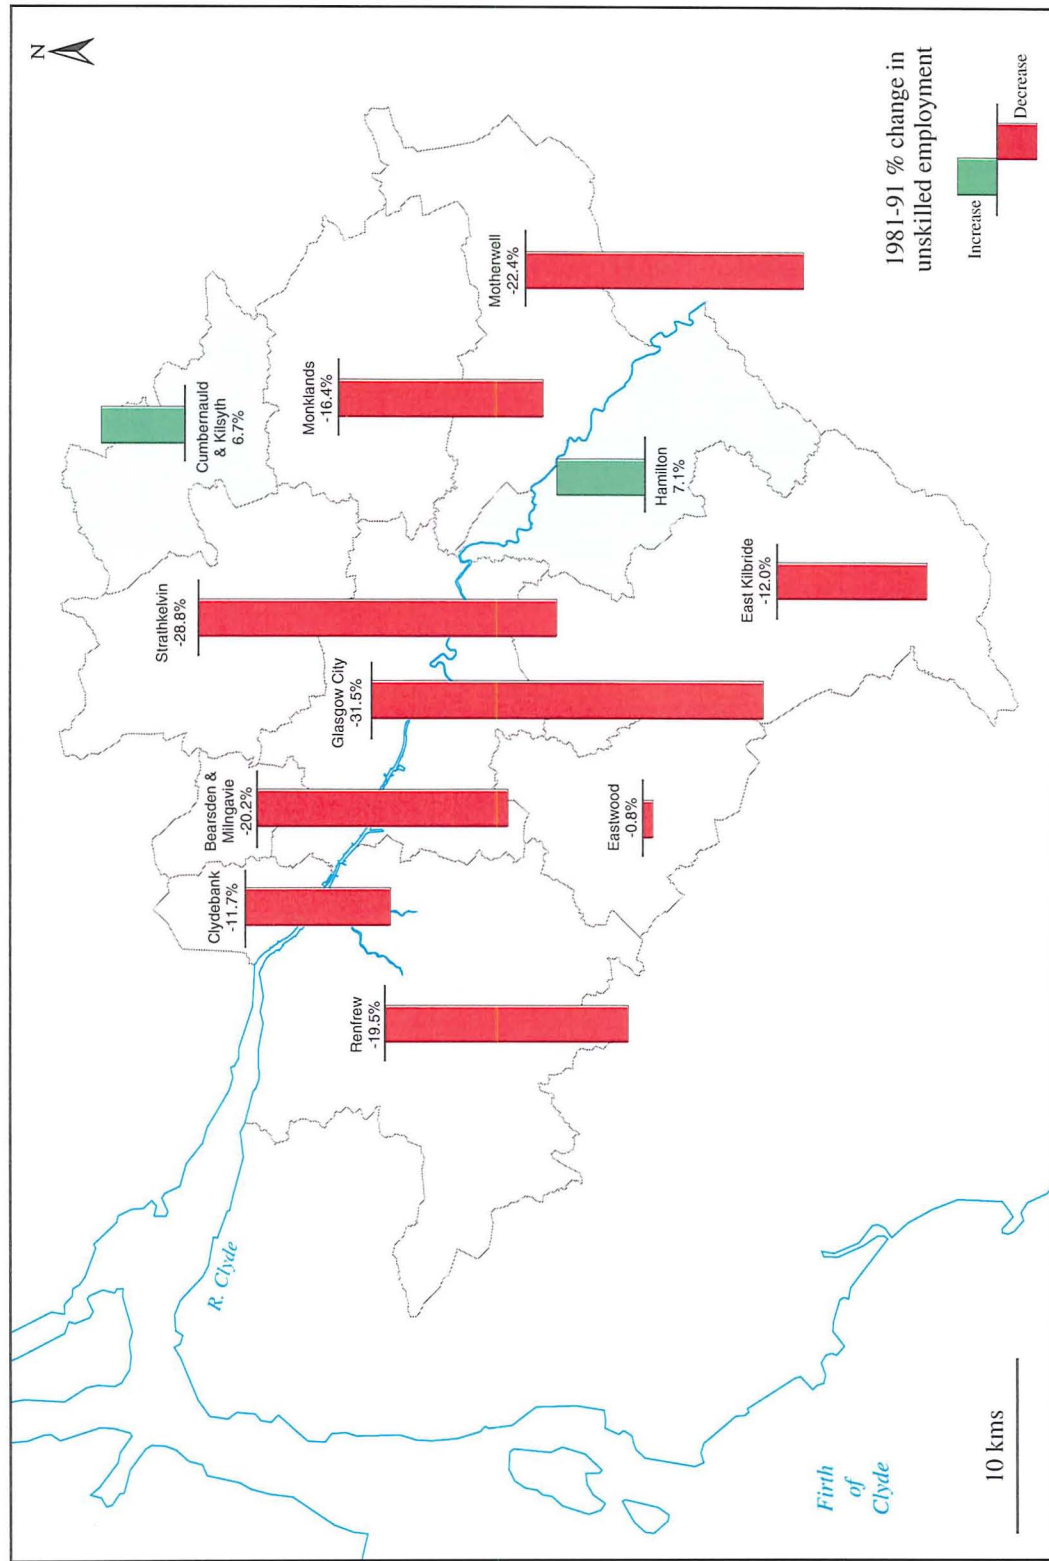 N
Cumbernauld
& Kilsyth
6.7%
Strathkelvin
-28.8%
Bearsden &
Milngavie
-20.2%
Clydebank
-11.7%
Monklands
-16.4%
Glasgow City
-31.5%
Renfrew
-19.5%
Motherwell
-22.4%
Hamilton
7.1%
Eastwood
-0.8%
East Kilbride
-12.0%
R. Clyde
Firth
of
Clyde
10 kms
1981-91 % change in
unskilled employment
Increase
Decrease